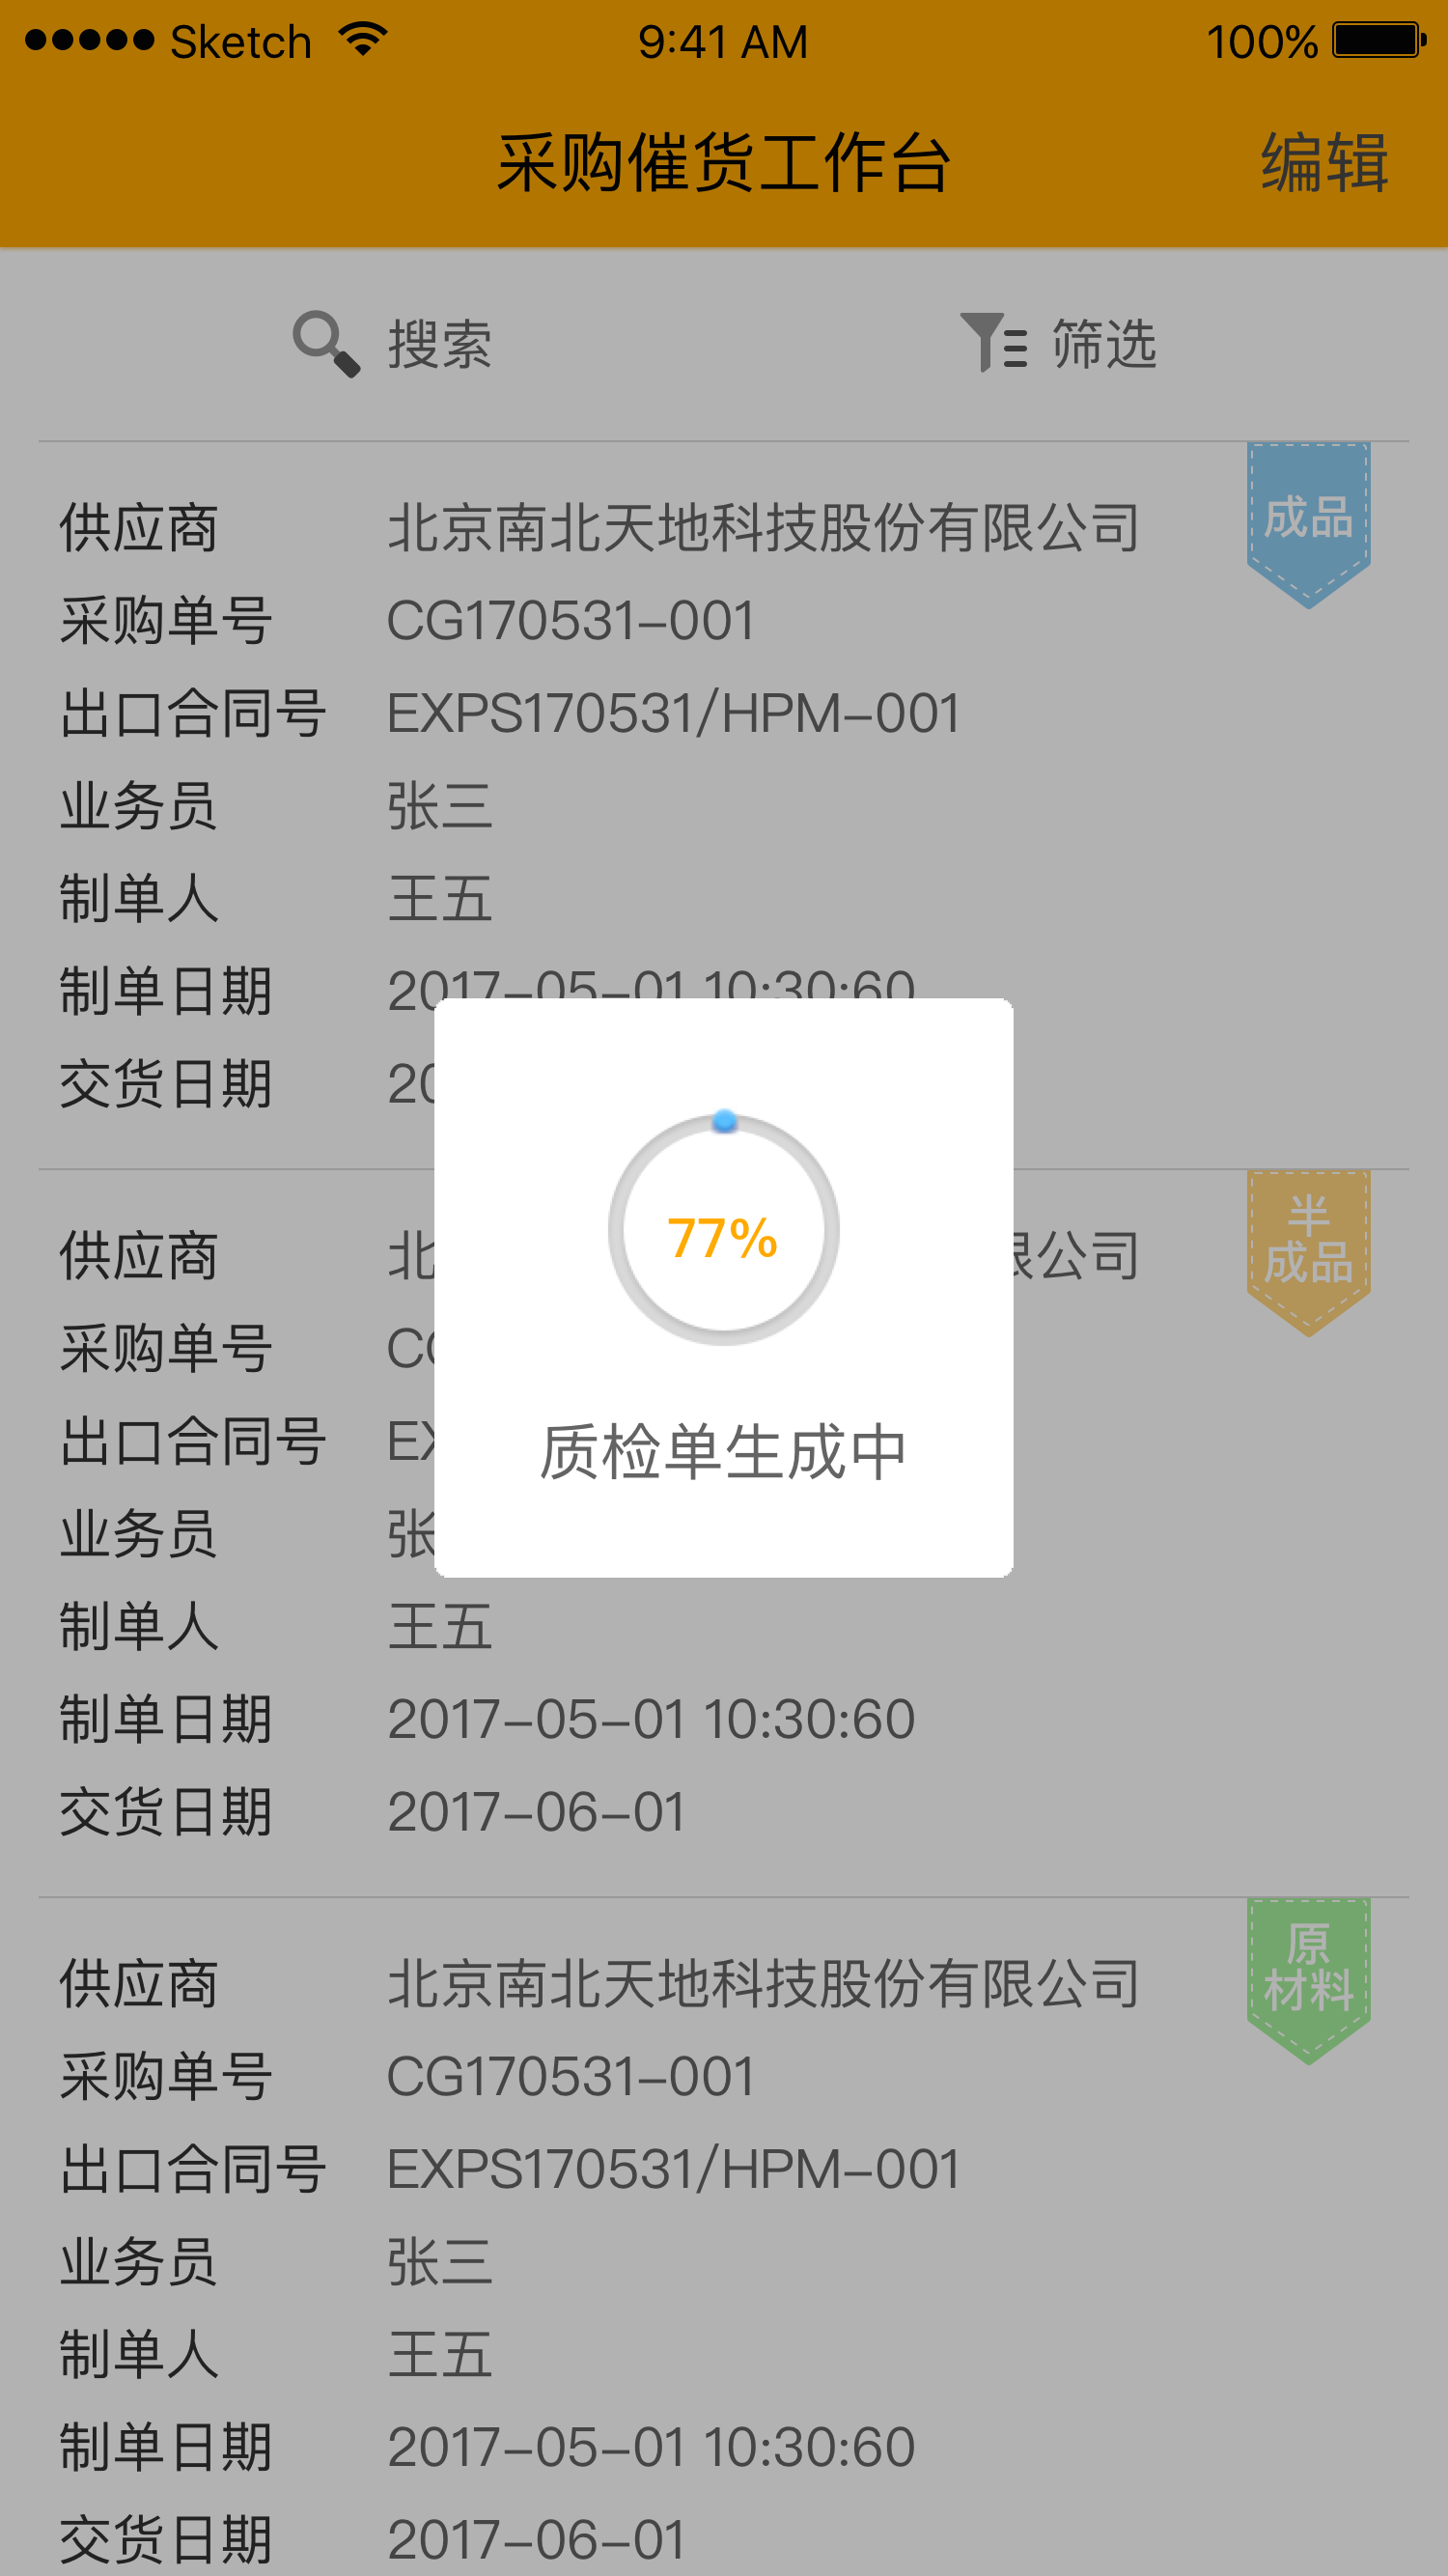 Sketch 9:41 AM 100%
采购催货工作台 编辑
搜索 筛选
成品
供应商 北京南北天地科技股份有限公司
采购单号 CG170531-001
出口合同号 EXPS170531/HPM-001
业务员 张三
制单人 王五
制单日期 2017-05-01 10:30:60
交货日期 20
半
成品
供应商 北 限公司
采购单号 C
出口合同号 EX
业务员 张
77%
质检单生成中
制单人 王五
制单日期 2017-05-01 10:30:60
交货日期 2017-06-01
原
材料
供应商 北京南北天地科技股份有限公司
采购单号 CG170531-001
出口合同号 EXPS170531/HPM-001
业务员 张三
制单人 王五
制单日期 2017-05-01 10:30:60
交货日期 2017-06-01